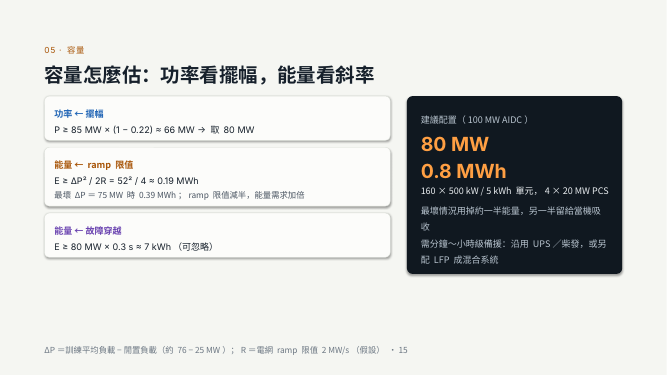 05 · 容量
容量怎麼估：功率看擺幅，能量看斜率
功率 ← 擺幅
P ≥ 85 MW × (1 − 0.22) ≈ 66 MW → 取 80 MW
能量 ← ramp 限值
E ≥ ΔP² / 2R = 52² / 4 ≈ 0.19 MWh
最壞 ΔP＝75 MW 時 0.39 MWh；ramp 限值減半，能量需求加倍
能量 ← 故障穿越
E ≥ 80 MW × 0.3 s ≈ 7 kWh（可忽略）
建議配置（100 MW AIDC）
80 MW
0.8 MWh
160 × 500 kW / 5 kWh 單元，4 × 20 MW PCS
最壞情況用掉約一半能量，另一半留給當機吸
收
需分鐘～小時級備援：沿用 UPS／柴發，或另
配 LFP 成混合系統
ΔP＝訓練平均負載−閒置負載（約 76−25 MW）；R＝電網 ramp 限值 2 MW/s（假設） · 15